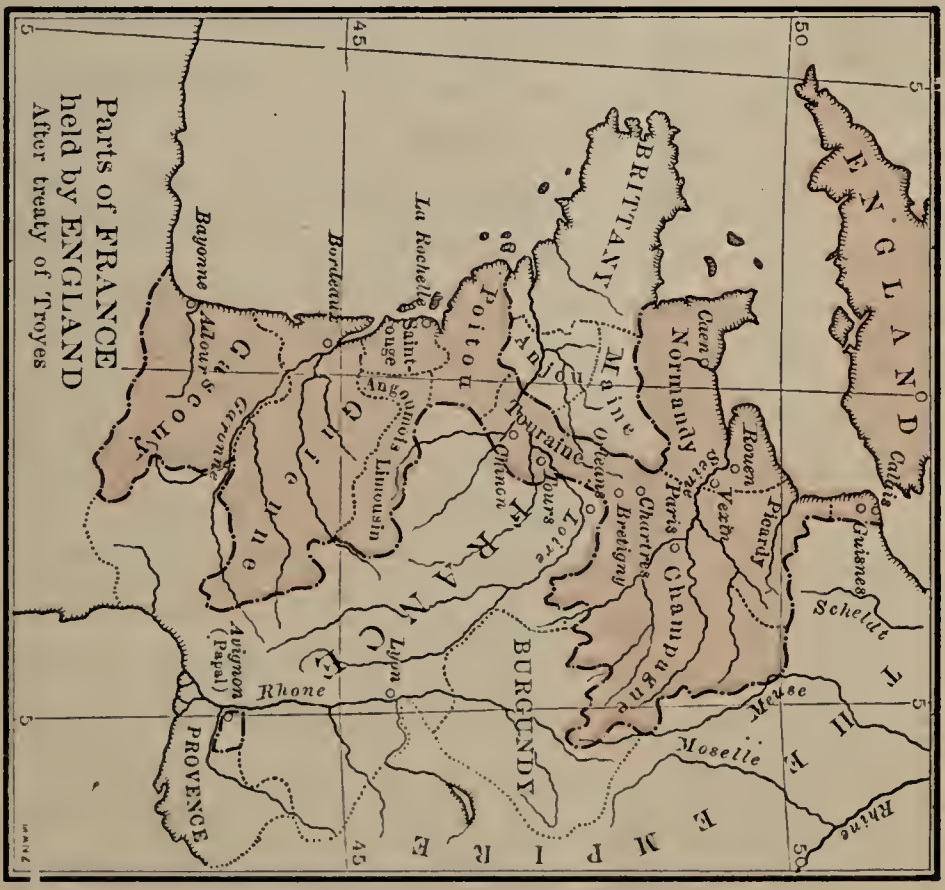 Parts of FRANCE
held by ENGLAND
After treaty of Troyes
5
5
5
5
50
50
45
45
ENGLAND
Calais
Guisnes
Scheldt
THE EMPIRE
Picardy
Rouen
Vexin
Seine
Caen
Normandy
Paris
Champagne
Meuse
Moselle
Rhine
BRITTANY
Maine
Anjou
Chartres
Bretigny
Orleans
Touraine
Tours
Chinon
Loire
BURGUNDY
Poitou
FRANCE
La Rochelle
Saint-
onge
Angoumois
Limousin
Lyon
Bordeaux
Guienne
Garonne
Bayonne
Adour
Gascony
Avignon
(Papal)
Rhone
PROVENCE